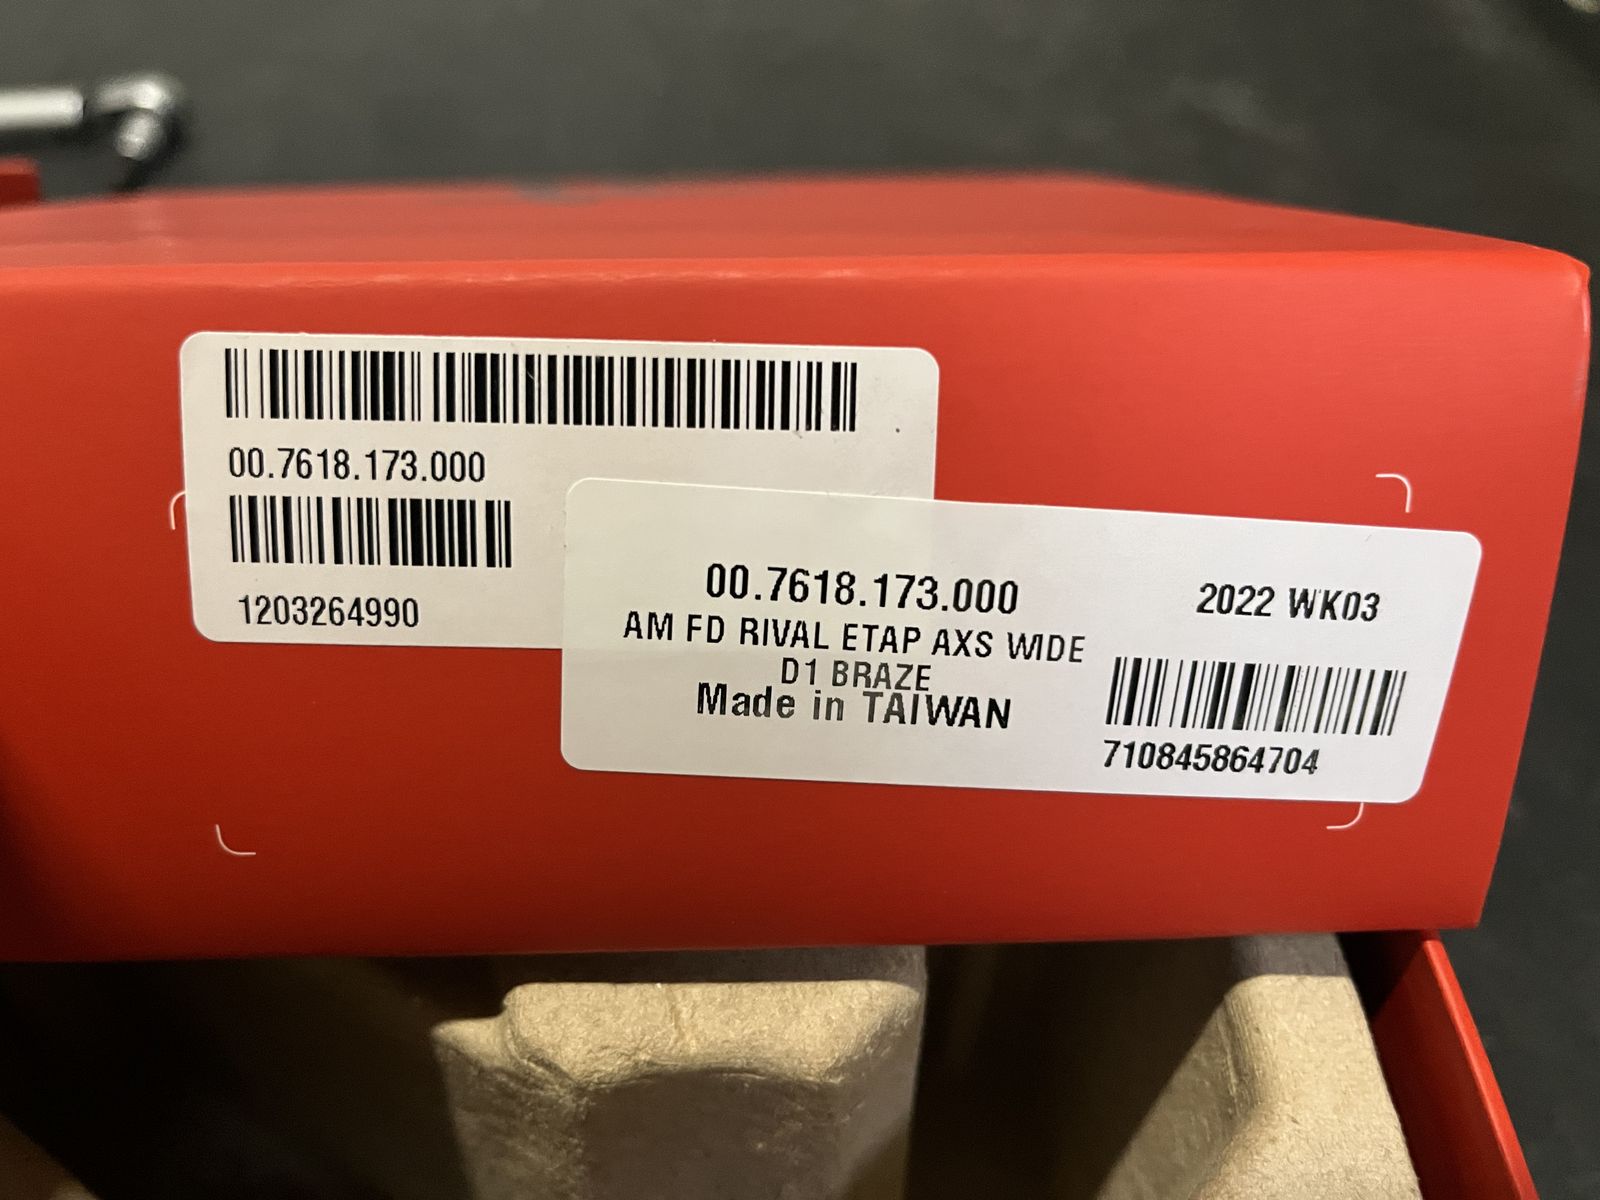 00.7618.173.000
1203264990
00.7618.173.000
AM FD RIVAL ETAP AXS WIDE
D1 BRAZE
Made in TAIWAN
2022 WK03
710845864704